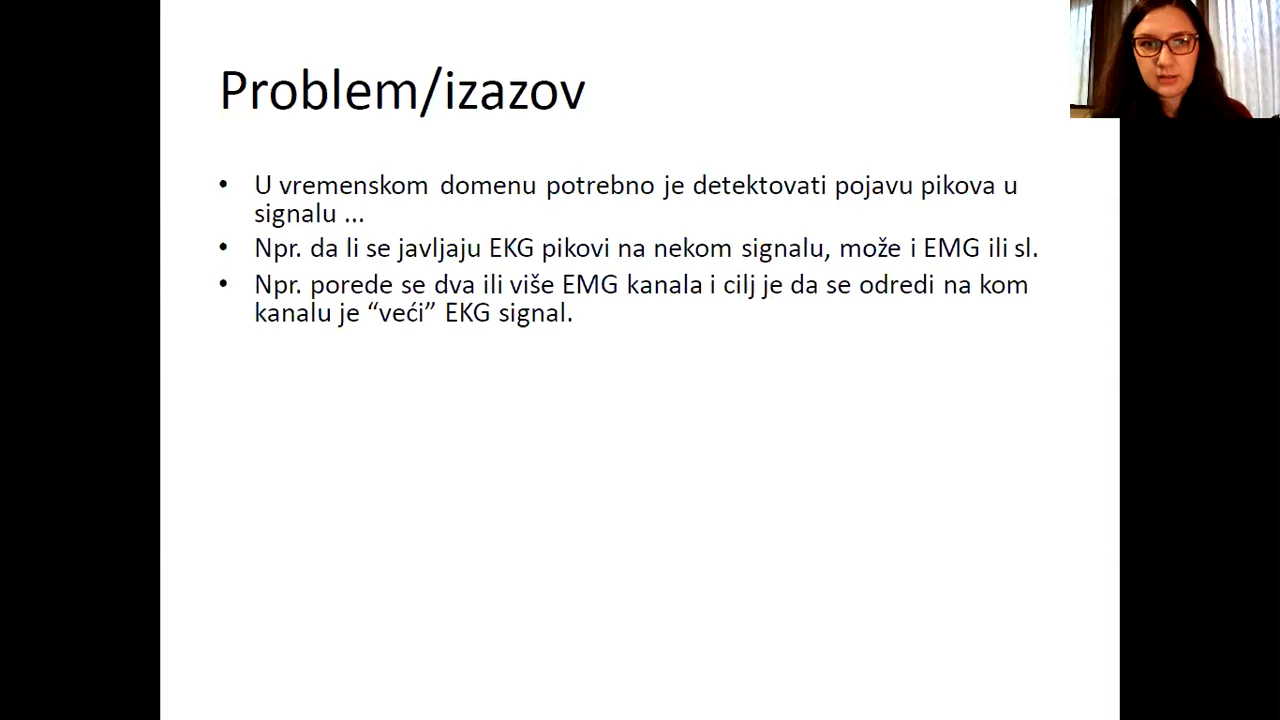 Problem/izazov
• U vremenskom domenu potrebno je detektovati pojavu pikova u
signalu ...
• Npr. da li se javljaju EKG pikovi na nekom signalu, može i EMG ili sl.
• Npr. porede se dva ili više EMG kanala i cilj je da se odredi na kom
kanalu je “veći” EKG signal.